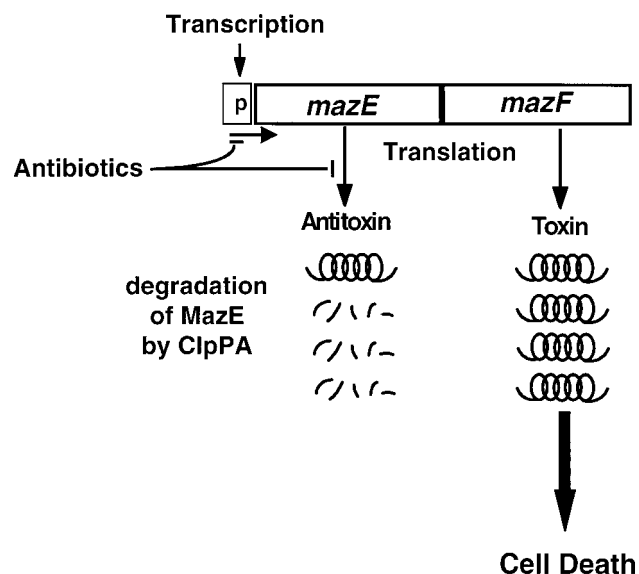 Transcription
p
mazE
mazF
Antibiotics
Translation
Antitoxin
Toxin
degradation
of MazE
by ClpPA
Cell Death